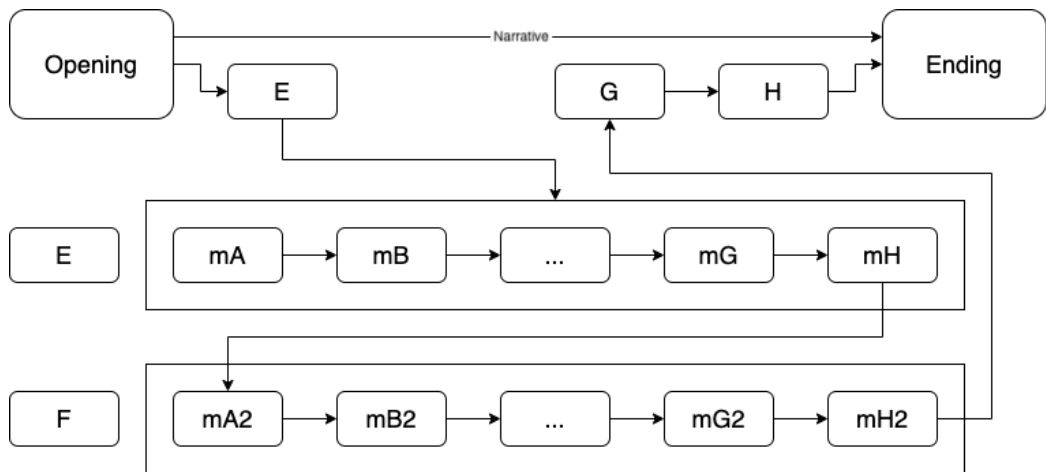 Opening
Narrative
Ending
E
G
H
E
mA
mB
...
mG
mH
F
mA2
mB2
...
mG2
mH2